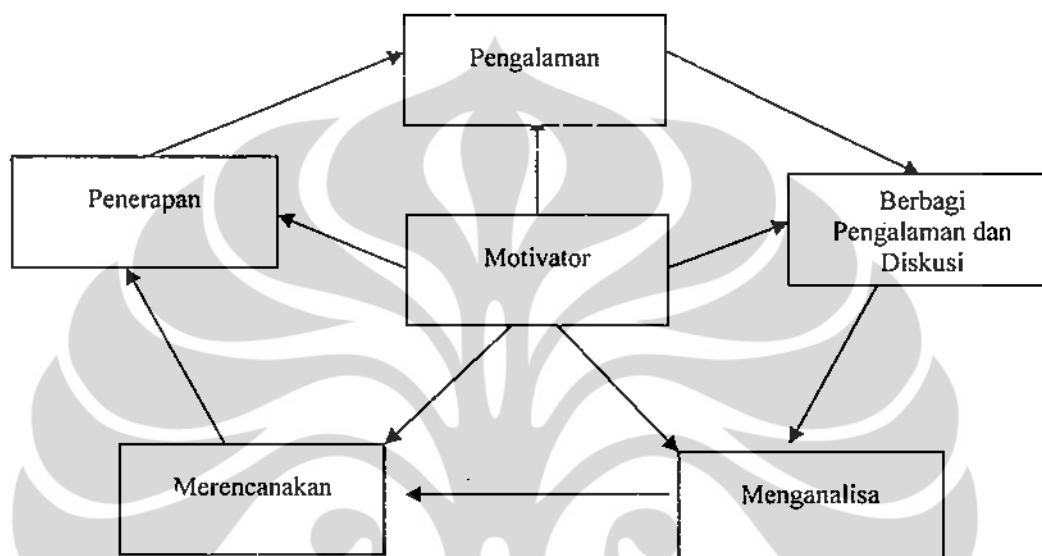 Pengalaman
Penerapan
Berbagi
Pengalaman dan
Diskusi
Motivator
Merencanakan
Menganalisa